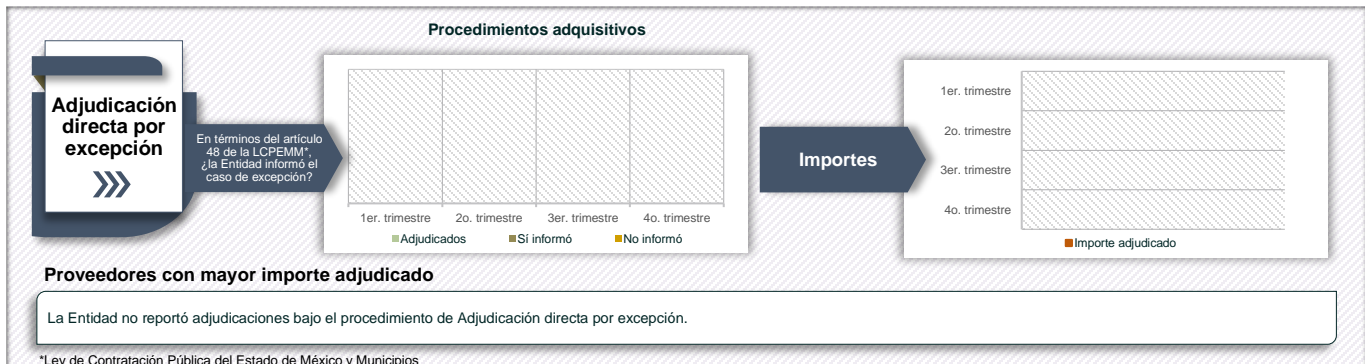 Procedimientos adquisitivos
Adjudicación
directa por
excepción
En términos del artículo
48 de la LCPEMM*,
¿la Entidad informó el
caso de excepción?
1er. trimestre 2o. trimestre 3er. trimestre 4o. trimestre
Adjudicados Sí informó No informó
Importes
1er. trimestre
2o. trimestre
3er. trimestre
4o. trimestre
Importe adjudicado
Proveedores con mayor importe adjudicado
La Entidad no reportó adjudicaciones bajo el procedimiento de Adjudicación directa por excepción.
*Ley de Contratación Pública del Estado de México y Municipios